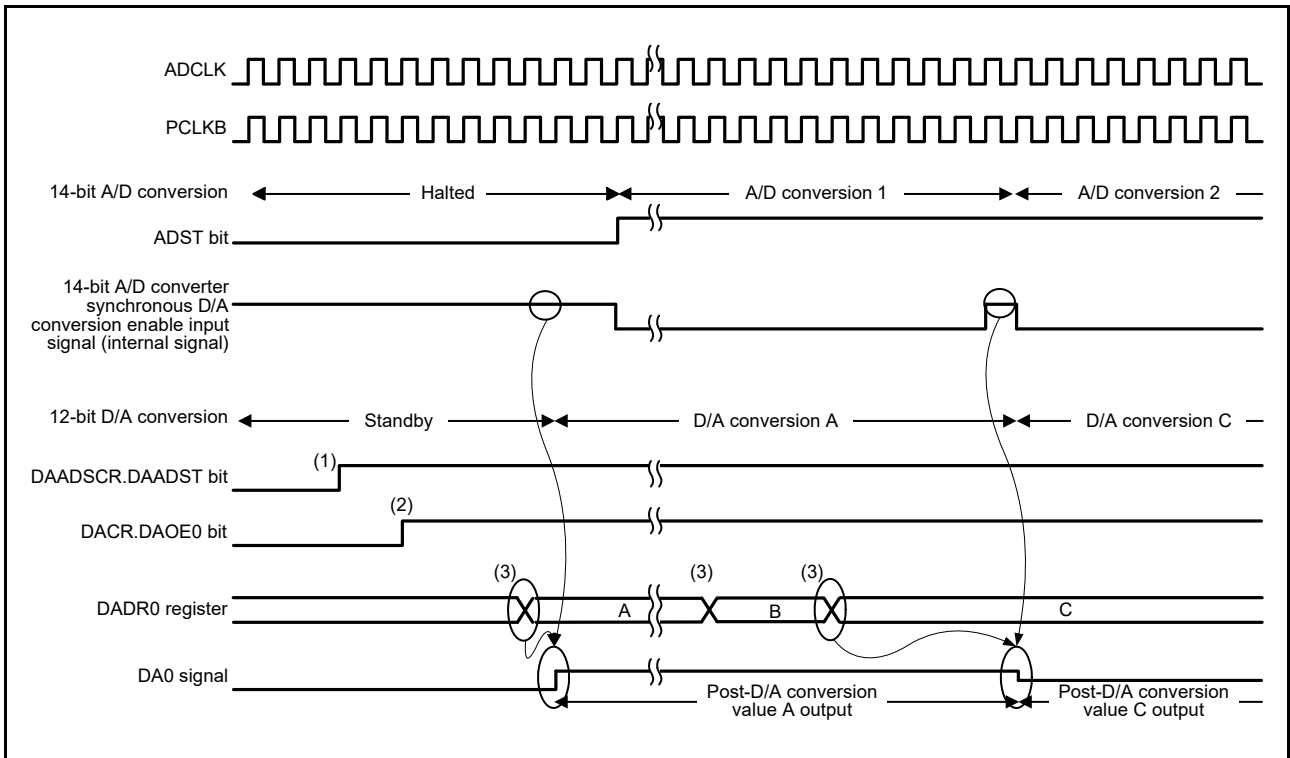 ADCLK
PCLKB
14-bit A/D conversion
Halted
A/D conversion 1
A/D conversion 2
ADST bit
14-bit A/D converter
synchronous D/A
conversion enable input
signal (internal signal)
12-bit D/A conversion
Standby
D/A conversion A
D/A conversion C
(1)
DAADSCR.DAADST bit
(2)
DACR.DAOE0 bit
(3)
(3)
(3)
DADR0 register
A
B
C
DA0 signal
Post-D/A conversion
value A output
Post-D/A conversion
value C output